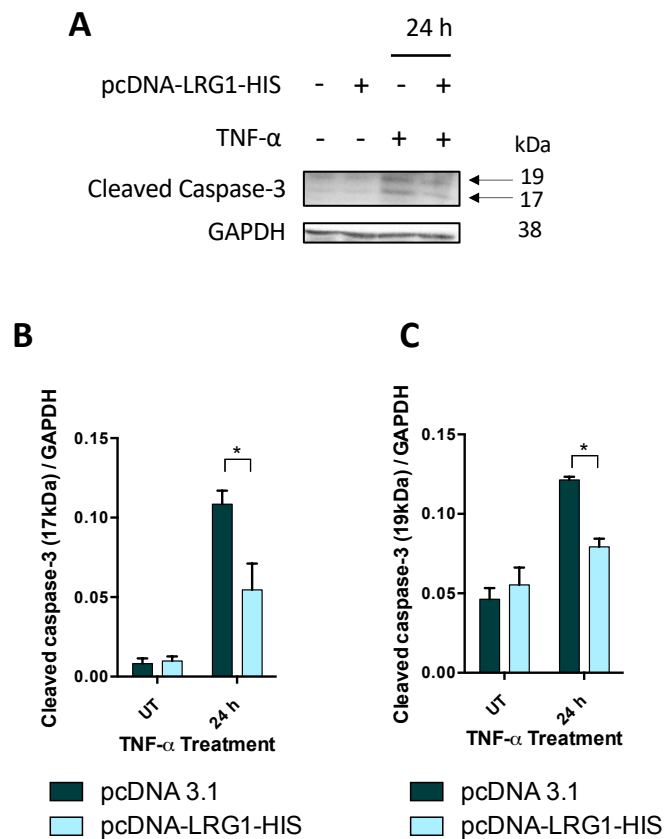 A
24 h
pcDNA-LRG1-HIS - + - +
TNF-α - - + +
kDa
Cleaved Caspase-3 19
17
GAPDH 38
B
Cleaved caspase-3 (17kDa) / GAPDH
0.15
0.10
0.05
0.00
*
UT 24 h
TNF-α Treatment
pcDNA 3.1
pcDNA-LRG1-HIS
C
Cleaved caspase-3 (19kDa) / GAPDH
0.15
0.10
0.05
0.00
*
UT 24 h
TNF-α Treatment
pcDNA 3.1
pcDNA-LRG1-HIS